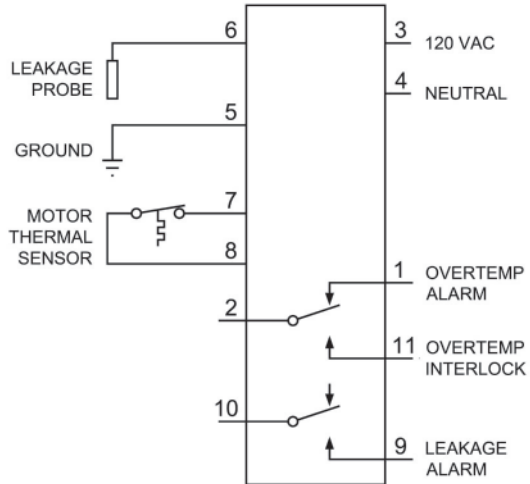 6
3
120 VAC
LEAKAGE
PROBE
4
NEUTRAL
5
GROUND
7
MOTOR
THERMAL
SENSOR
8
1
OVERTEMP
ALARM
2
11
OVERTEMP
INTERLOCK
10
9
LEAKAGE
ALARM